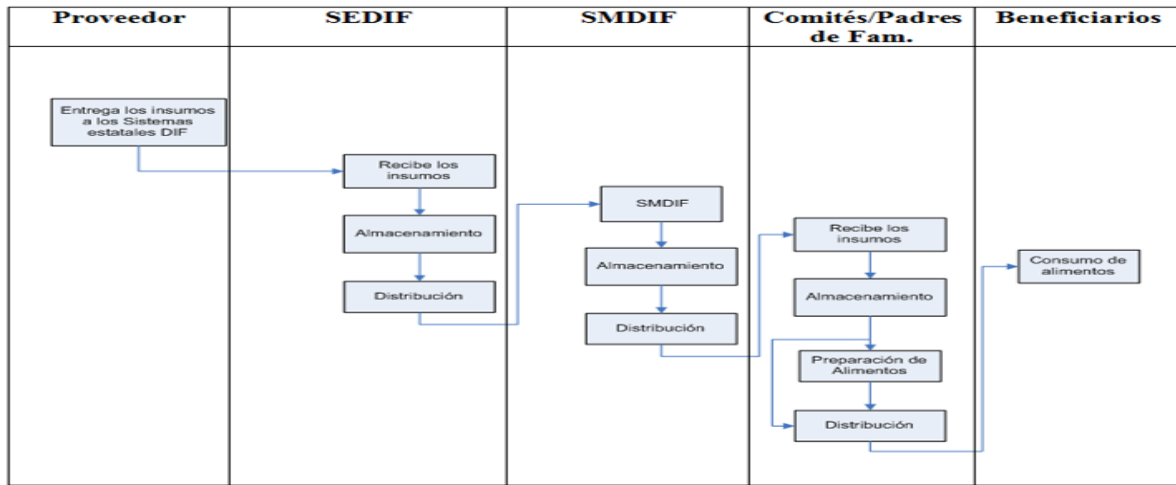 Proveedor
SEDIF
SMDIF
Comités/Padres
de Fam.
Beneficiarios
Entrega los insumos
a los Sistemas
estatales DIF
Recibe los
insumos
Almacenamiento
Distribución
SMDIF
Almacenamiento
Distribución
Recibe los
insumos
Almacenamiento
Preparación de
Alimentos
Distribución
Consumo de
alimentos